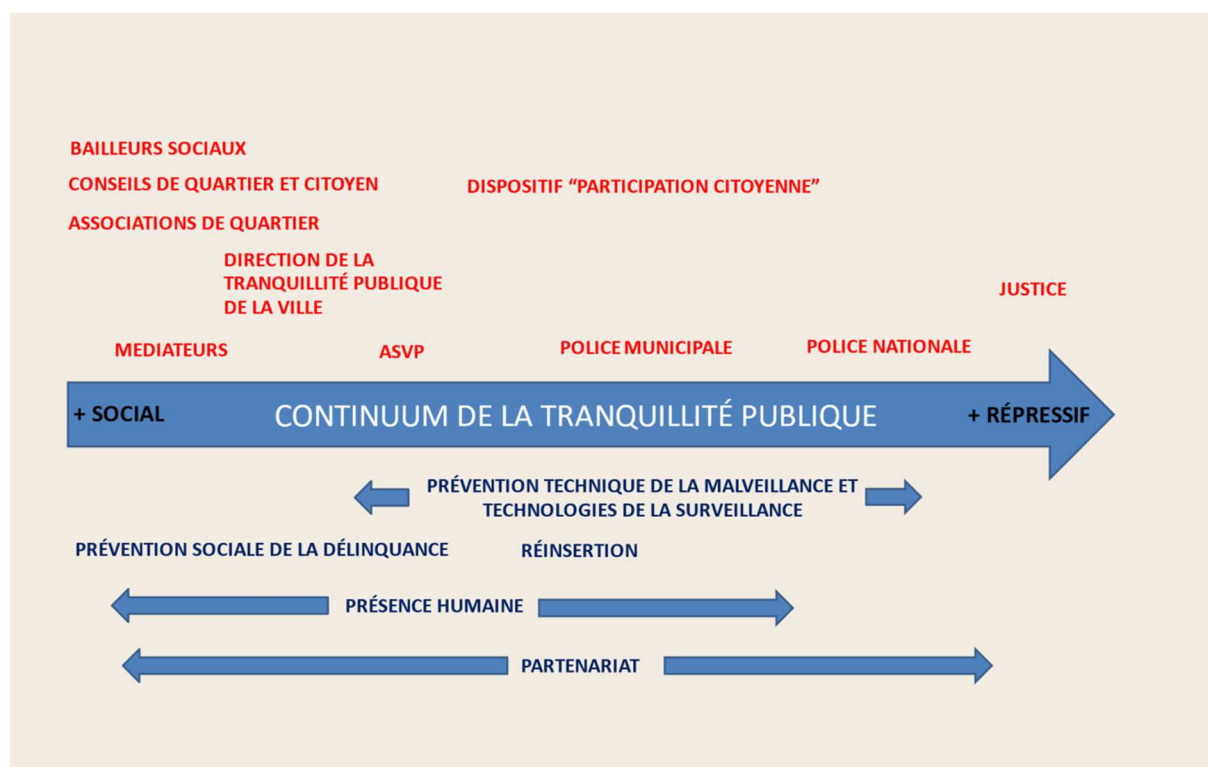 BAILLEURS SOCIAUX
CONSEILS DE QUARTIER ET CITOYEN
DISPOSITIF “PARTICIPATION CITOYENNE”
ASSOCIATIONS DE QUARTIER
DIRECTION DE LA
TRANQUILLITÉ PUBLIQUE
DE LA VILLE
JUSTICE
MEDIATEURS
ASVP
POLICE MUNICIPALE
POLICE NATIONALE
+ SOCIAL
CONTINUUM DE LA TRANQUILLITÉ PUBLIQUE
+ RÉPRESSIF
PRÉVENTION TECHNIQUE DE LA MALVEILLANCE ET
TECHNOLOGIES DE LA SURVEILLANCE
PRÉVENTION SOCIALE DE LA DÉLINQUANCE
RÉINSERTION
PRÉSENCE HUMAINE
PARTENARIAT